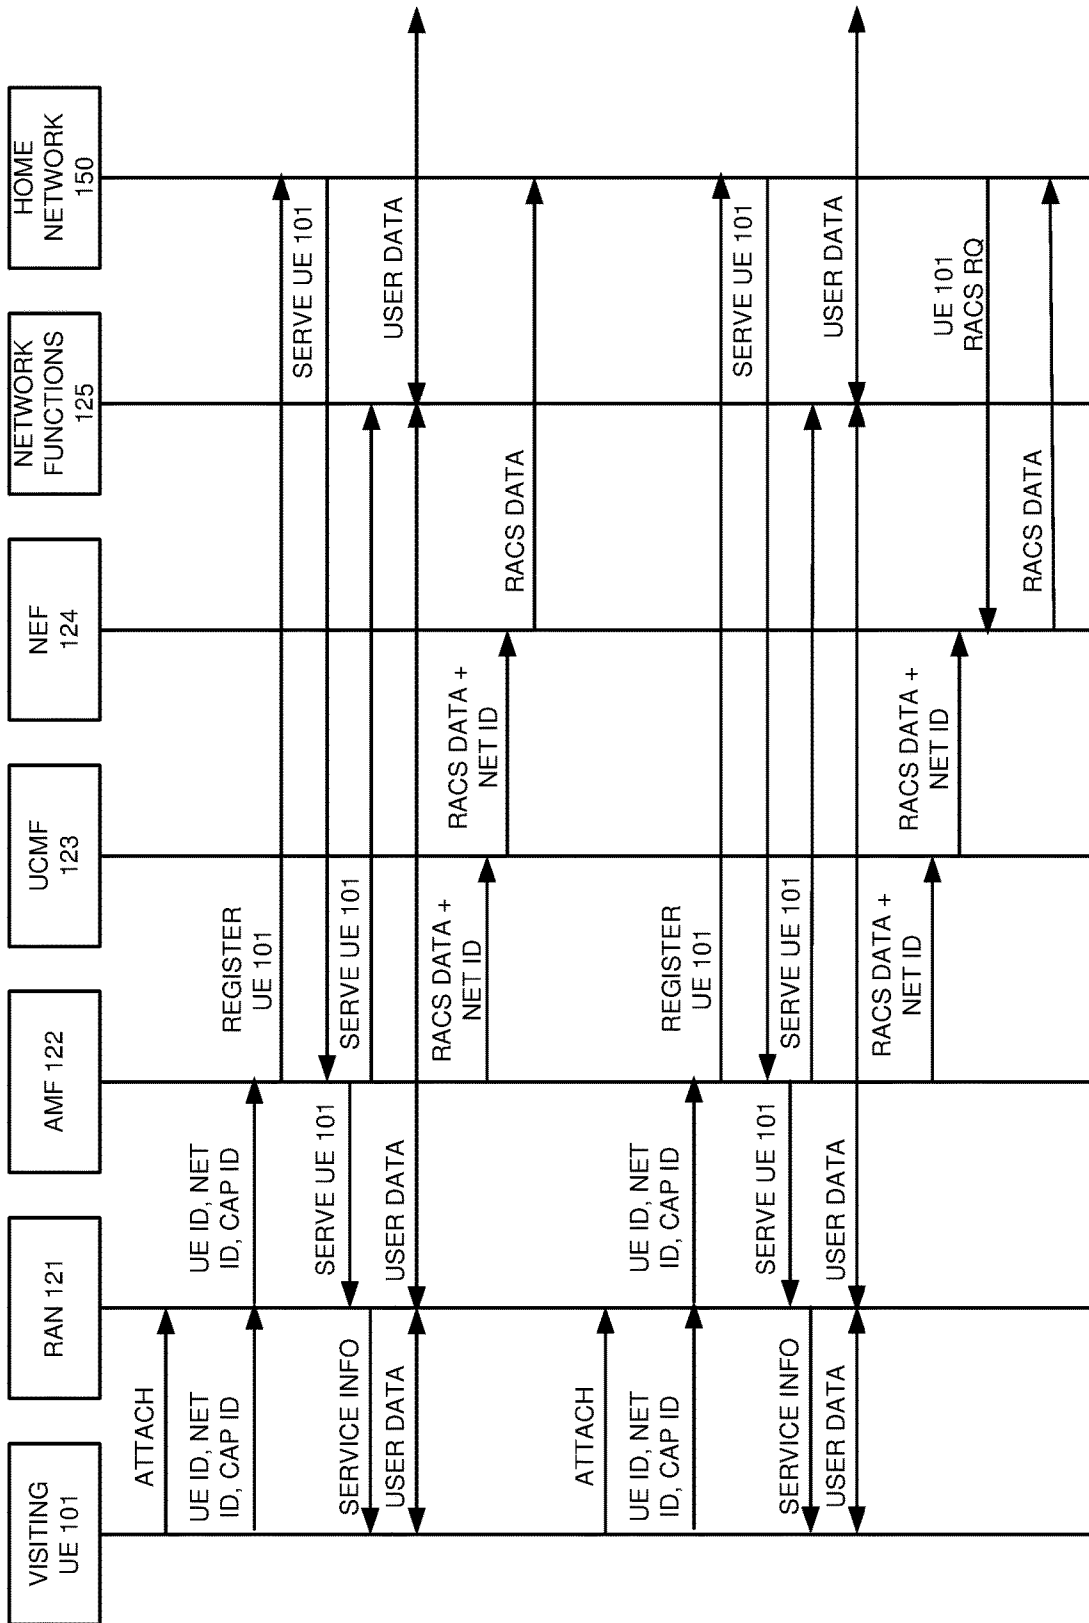 VISITING
UE 101
RAN 121
AMF 122
UCMF
123
NEF
124
NETWORK
FUNCTIONS
125
HOME
NETWORK
150
ATTACH
UE ID, NET
ID, CAP ID
UE ID, NET
ID, CAP ID
REGISTER
UE 101
SERVE UE 101
SERVE UE 101
SERVE UE 101
SERVICE INFO
USER DATA
USER DATA
USER DATA
RACS DATA +
NET ID
RACS DATA +
NET ID
RACS DATA
ATTACH
UE ID, NET
ID, CAP ID
UE ID, NET
ID, CAP ID
REGISTER
UE 101
SERVE UE 101
SERVE UE 101
SERVE UE 101
SERVICE INFO
USER DATA
USER DATA
USER DATA
RACS DATA +
NET ID
RACS DATA +
NET ID
UE 101
RACS RQ
RACS DATA